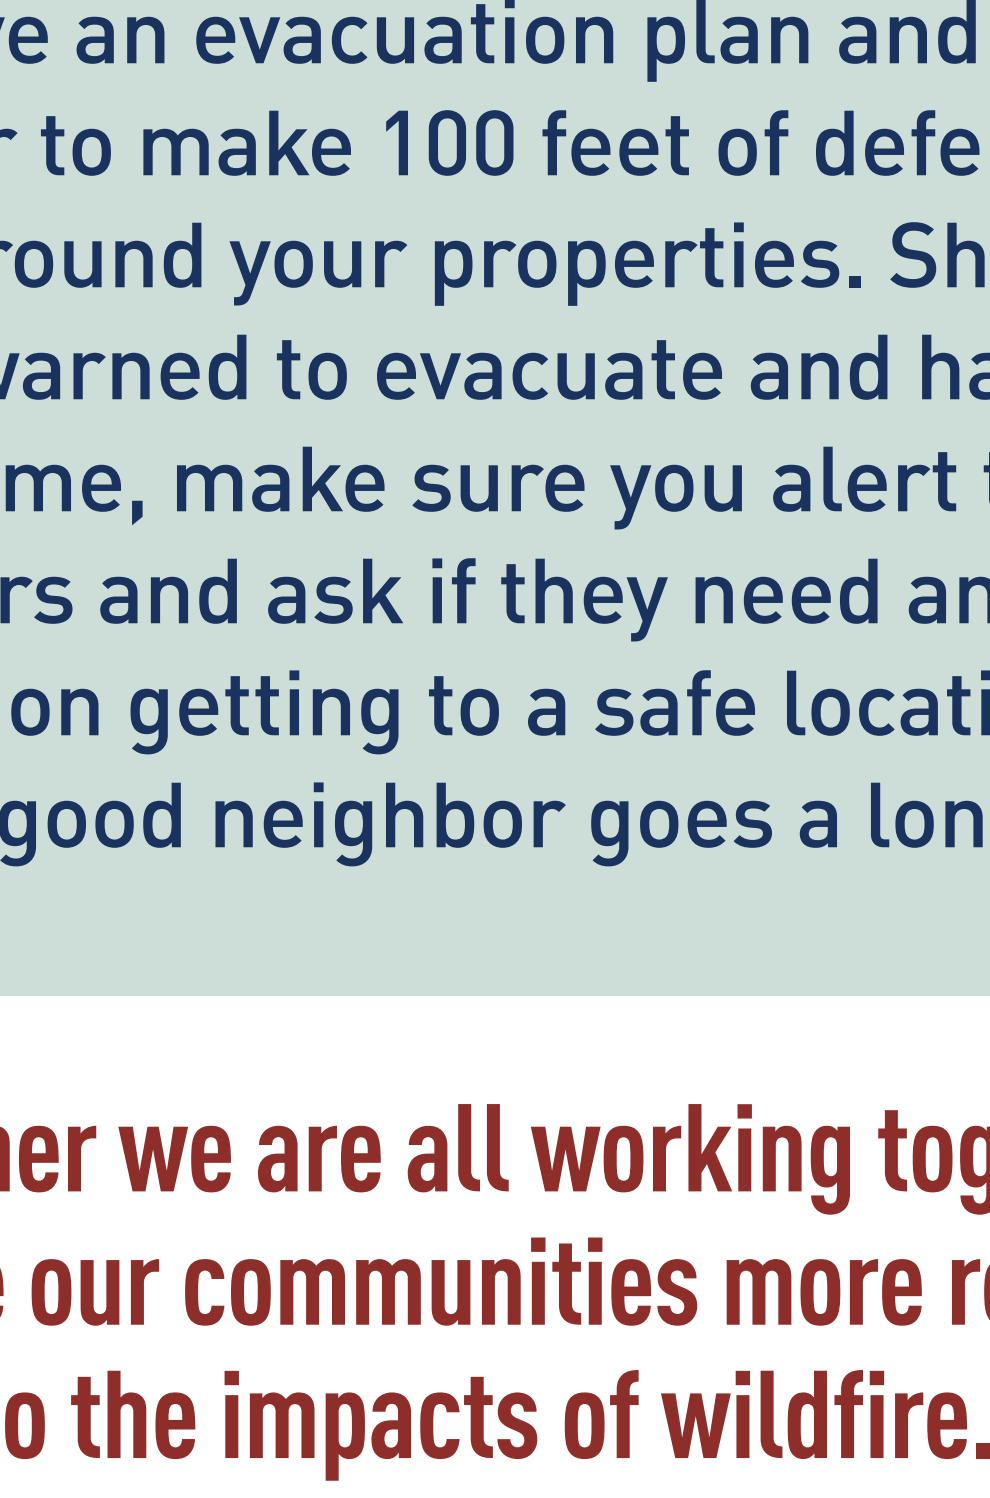 ve an evacuation plan and
r to make 100 feet of defe
round your properties. Sh
varned to evacuate and ha
me, make sure you alert t
rs and ask if they need an
on getting to a safe locati
good neighbor goes a lon
her we are all working tog
e our communities more re
o the impacts of wildfire.